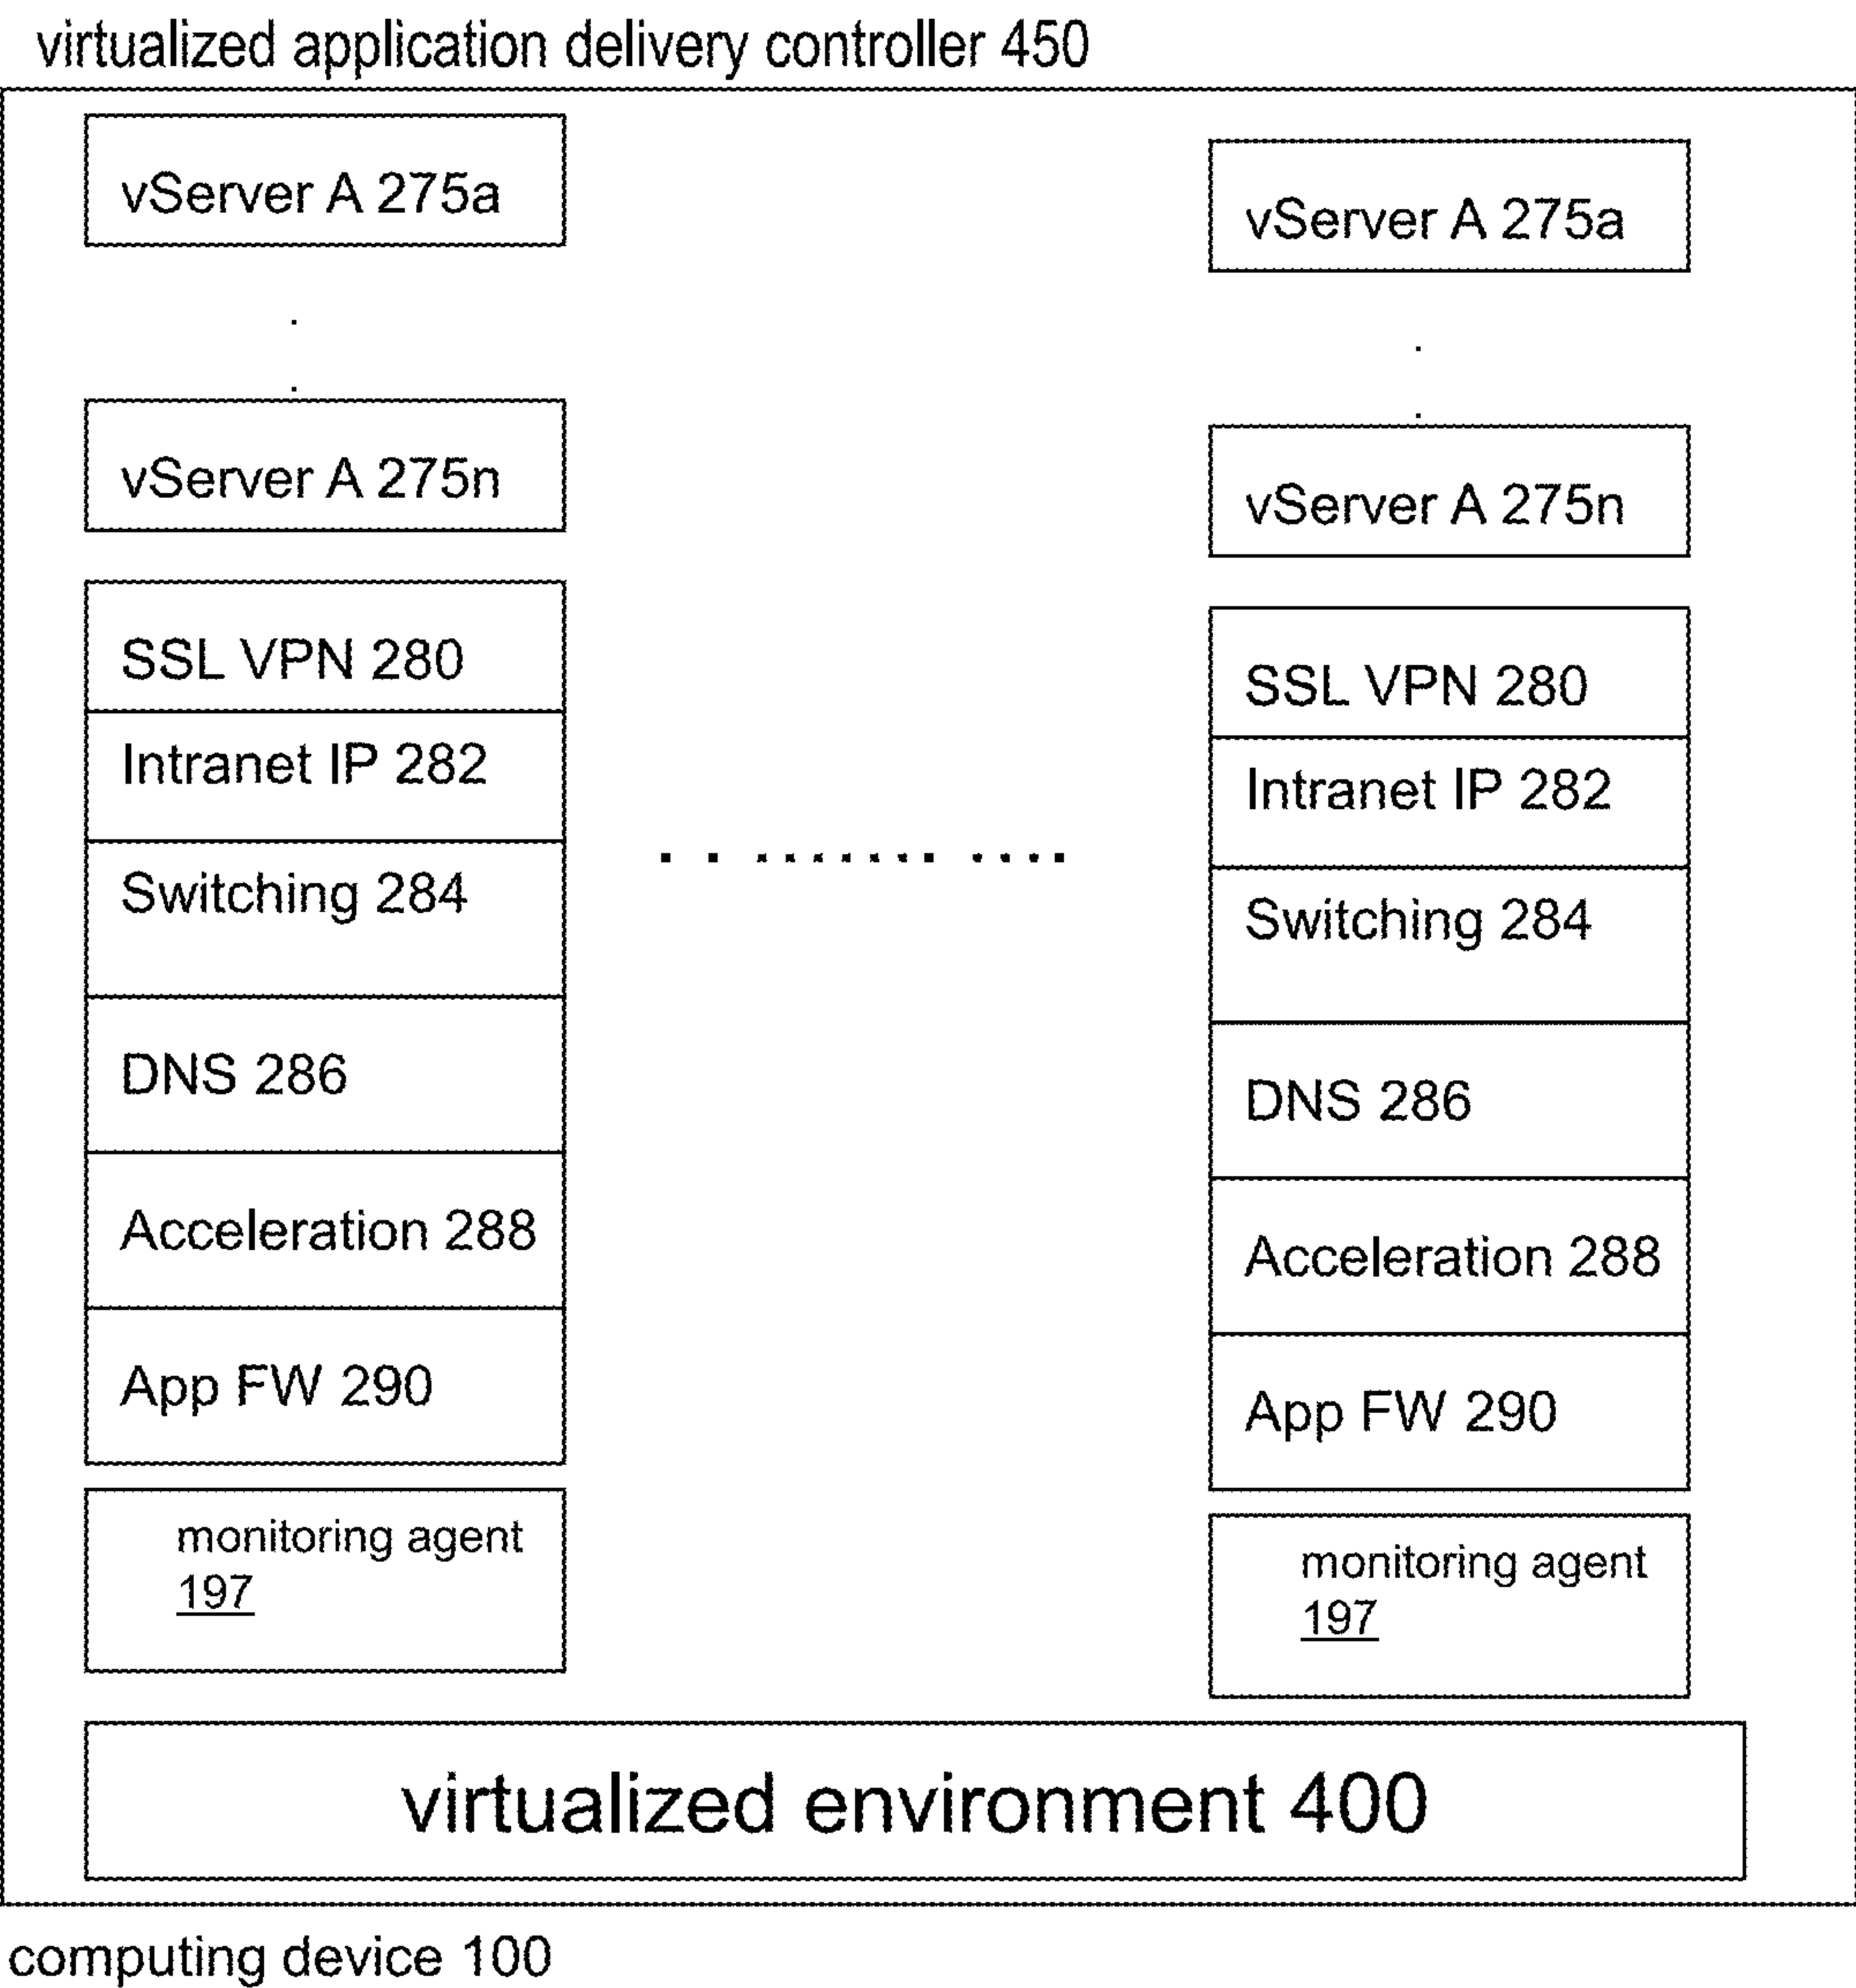 virtualized application delivery controller 450
vServer A 275a
vServer A 275n
SSL VPN 280
Intranet IP 282
Switching 284
DNS 286
Acceleration 288
App FW 290
monitoring agent
197
vServer A 275a
vServer A 275n
SSL VPN 280
Intranet IP 282
Switching 284
DNS 286
Acceleration 288
App FW 290
monitoring agent
197
virtualized environment 400
computing device 100